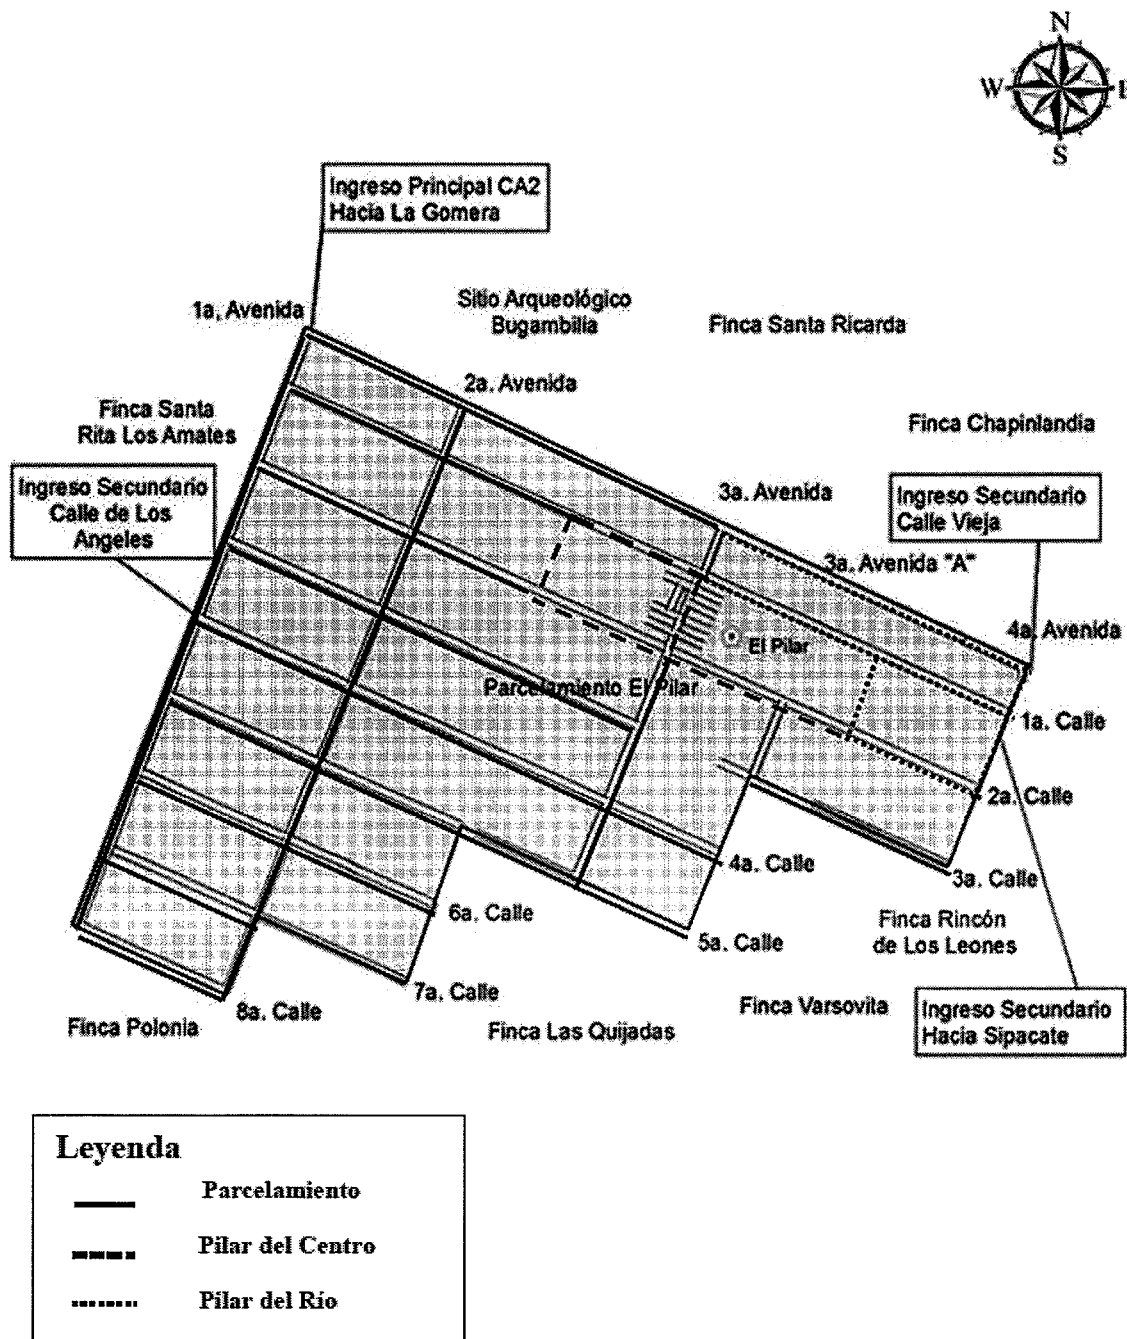 N
W
E
S
Ingreso Principal CA2
Hacia La Gomera
1a, Avenida
Sitio Arqueológico
Bugambilia
Finca Santa Ricarda
2a. Avenida
Finca Santa
Rita Los Amates
Finca Chapinlandia
Ingreso Secundario
Calle de Los
Angeles
3a. Avenida
Ingreso Secundario
Calle Vieja
3a. Avenida "A"
4a. Avenida
El Pilar
Parcelamiento El Pilar
1a. Calle
2a. Calle
4a. Calle
3a. Calle
6a. Calle
Finca Rincón
de Los Leones
5a. Calle
7a. Calle
8a. Calle
Finca Polonia
Finca Las Quijadas
Finca Varsovila
Ingreso Secundario
Hacia Sipacate
Leyenda
Parcelamiento
Pilar del Centro
Pilar del Río